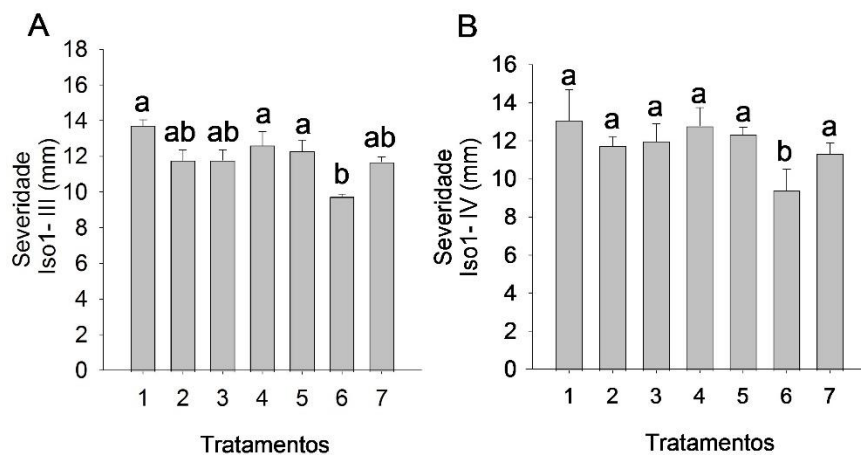 A
Severidade
Iso1- III (mm)
18
16
14
12
10
8
6
4
2
0
a
ab
ab
a
a
b
ab
1 2 3 4 5 6 7
Tratamentos
B
Severidade
Iso1- IV (mm)
16
14
12
10
8
6
4
2
0
a
a
a
a
a
b
a
1 2 3 4 5 6 7
Tratamentos